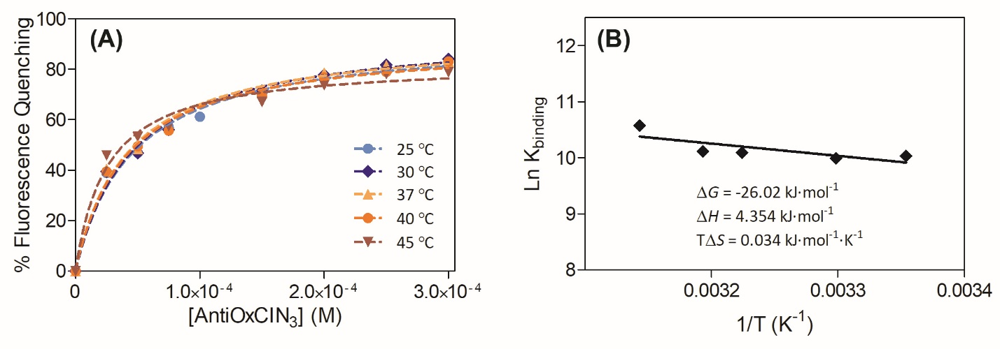 (A)
% Fluorescence Quenching
100
80
60
40
20
0
25 °C
30 °C
37 °C
40 °C
45 °C
0 1.0×10⁻⁴ 2.0×10⁻⁴ 3.0×10⁻⁴
[AntiOxCIN₃] (M)
(B)
Ln K_binding
12
11
10
9
8
ΔG = -26.02 kJ·mol⁻¹
ΔH = 4.354 kJ·mol⁻¹
TΔS = 0.034 kJ·mol⁻¹·K⁻¹
0.0032 0.0033 0.0034
1/T (K⁻¹)